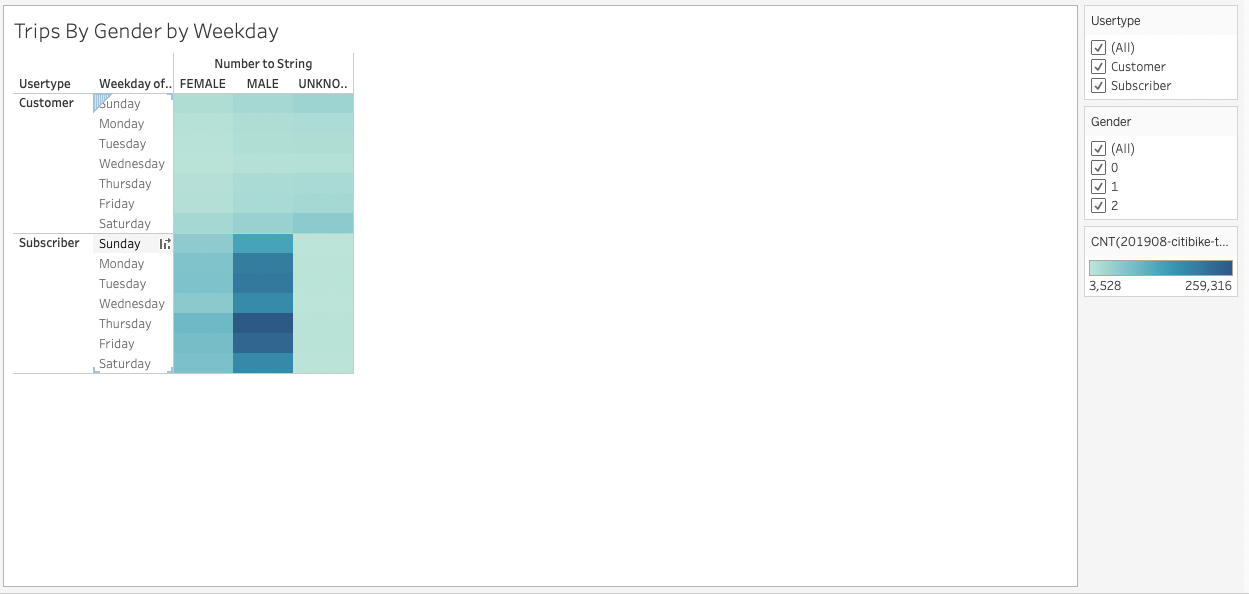 Trips By Gender by Weekday
Number to String
Usertype Weekday of.. FEMALE MALE UNKNO..
Customer Sunday
Monday
Tuesday
Wednesday
Thursday
Friday
Saturday
Subscriber Sunday
Monday
Tuesday
Wednesday
Thursday
Friday
Saturday
Usertype
(All)
Customer
Subscriber
Gender
(All)
0
1
2
CNT(201908-citibike-t...
3,528 259,316